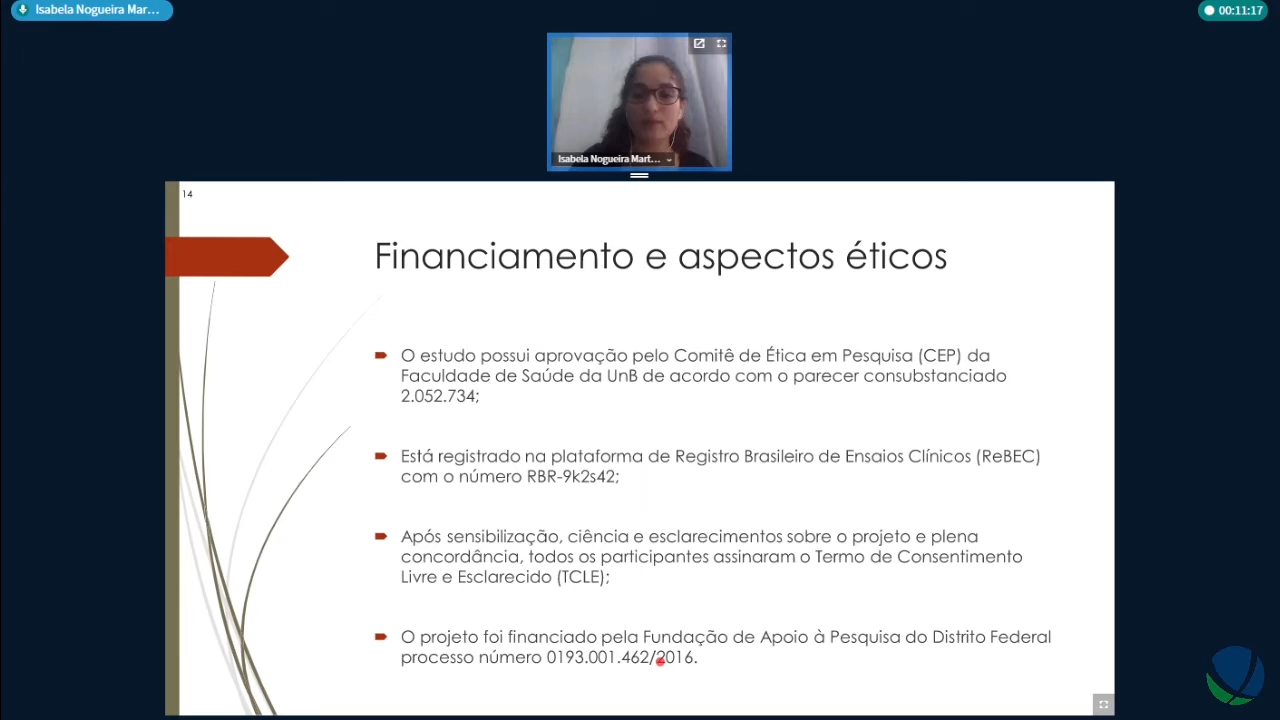 Isabela Nogueira Mar...
00:11:17
Isabela Nogueira Mart...
14
Financiamento e aspectos éticos
O estudo possui aprovação pelo Comitê de Ética em Pesquisa (CEP) da
Faculdade de Saúde da UnB de acordo com o parecer consubstanciado
2.052.734;
Está registrado na plataforma de Registro Brasileiro de Ensaios Clínicos (ReBEC)
com o número RBR-9k2s42;
Após sensibilização, ciência e esclarecimentos sobre o projeto e plena
concordância, todos os participantes assinaram o Termo de Consentimento
Livre e Esclarecido (TCLE);
O projeto foi financiado pela Fundação de Apoio à Pesquisa do Distrito Federal
processo número 0193.001.462/2016.